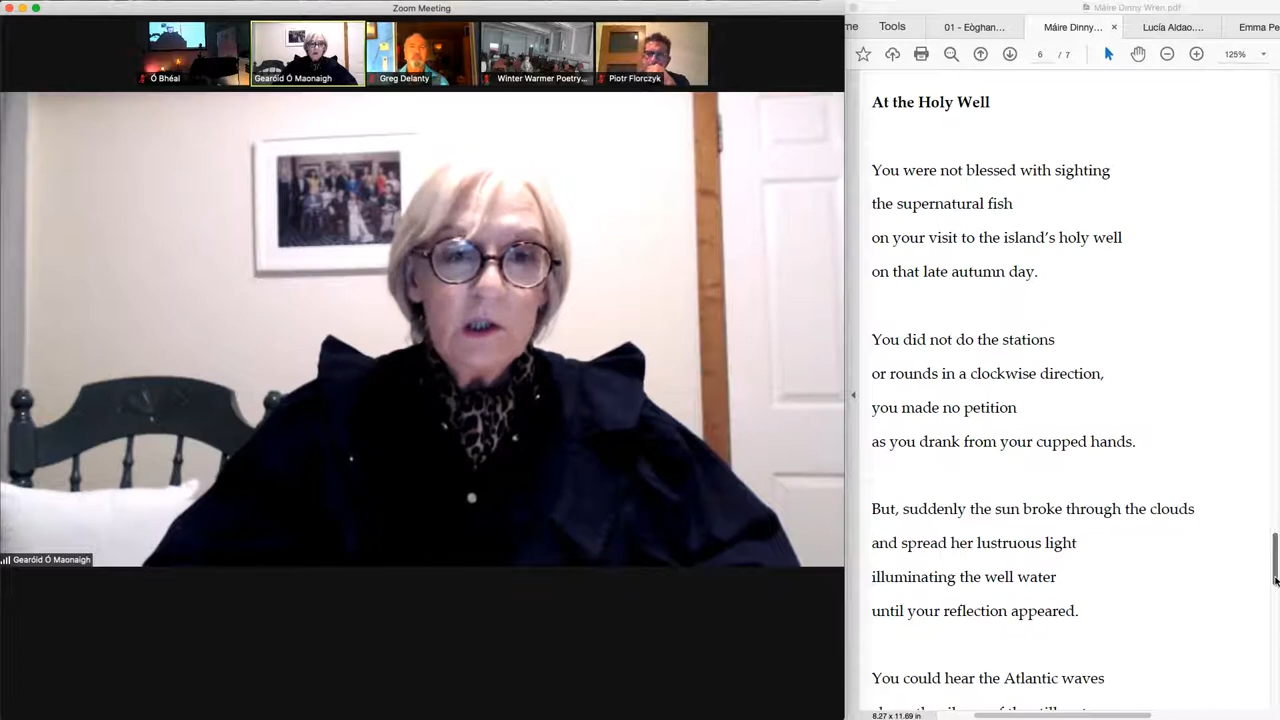 Zoom Meeting
Ó Bhéal
Gearóid Ó Maonaigh
Greg Delanty
Winter Warmer Poetry...
Piotr Florczyk
Gearóid Ó Maonaigh
Máire Dinny Wren.pdf
me
Tools
01 - Eòghan...
Máire Dinny...
Lucía Aldao....
Emma Pe
6 / 7
125%
At the Holy Well
You were not blessed with sighting
the supernatural fish
on your visit to the island’s holy well
on that late autumn day.
You did not do the stations
or rounds in a clockwise direction,
you made no petition
as you drank from your cupped hands.
But, suddenly the sun broke through the clouds
and spread her lustruous light
illuminating the well water
until your reflection appeared.
You could hear the Atlantic waves
8.27 x 11.69 in